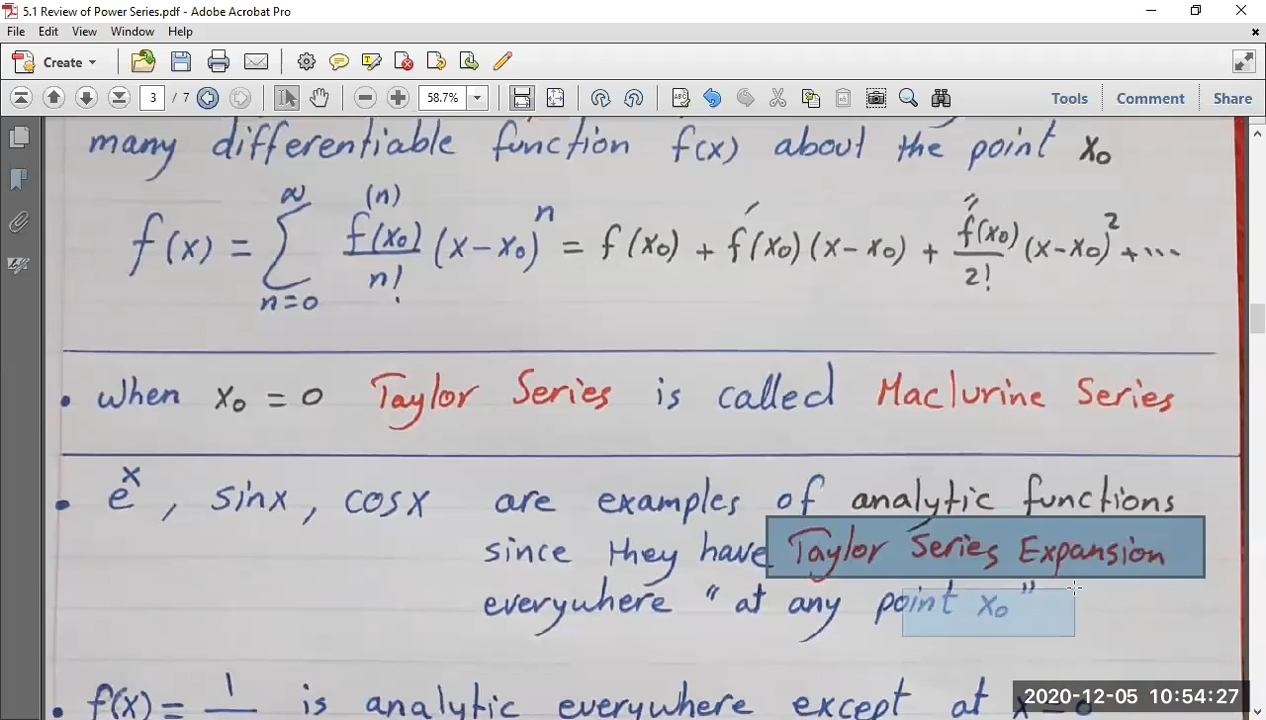 5.1 Review of Power Series.pdf - Adobe Acrobat Pro
File Edit View Window Help
Create
3 / 7 58.7% Tools Comment Share
many differentiable function f(x) about the point x₀
f(x) = ∑_{n=0}^{∞} f⁽ⁿ⁾(x₀)/n! (x-x₀)ⁿ = f(x₀) + f′(x₀)(x-x₀) + f″(x₀)/2! (x-x₀)² + ...
• when x₀ = 0 Taylor Series is called Maclurine Series
• eˣ, sinx, cosx are examples of analytic functions
since they have Taylor Series Expansion
everywhere "at any point x₀"
• f(x) = 1 is analytic everywhere except at x=0
2020-12-05 10:54:27